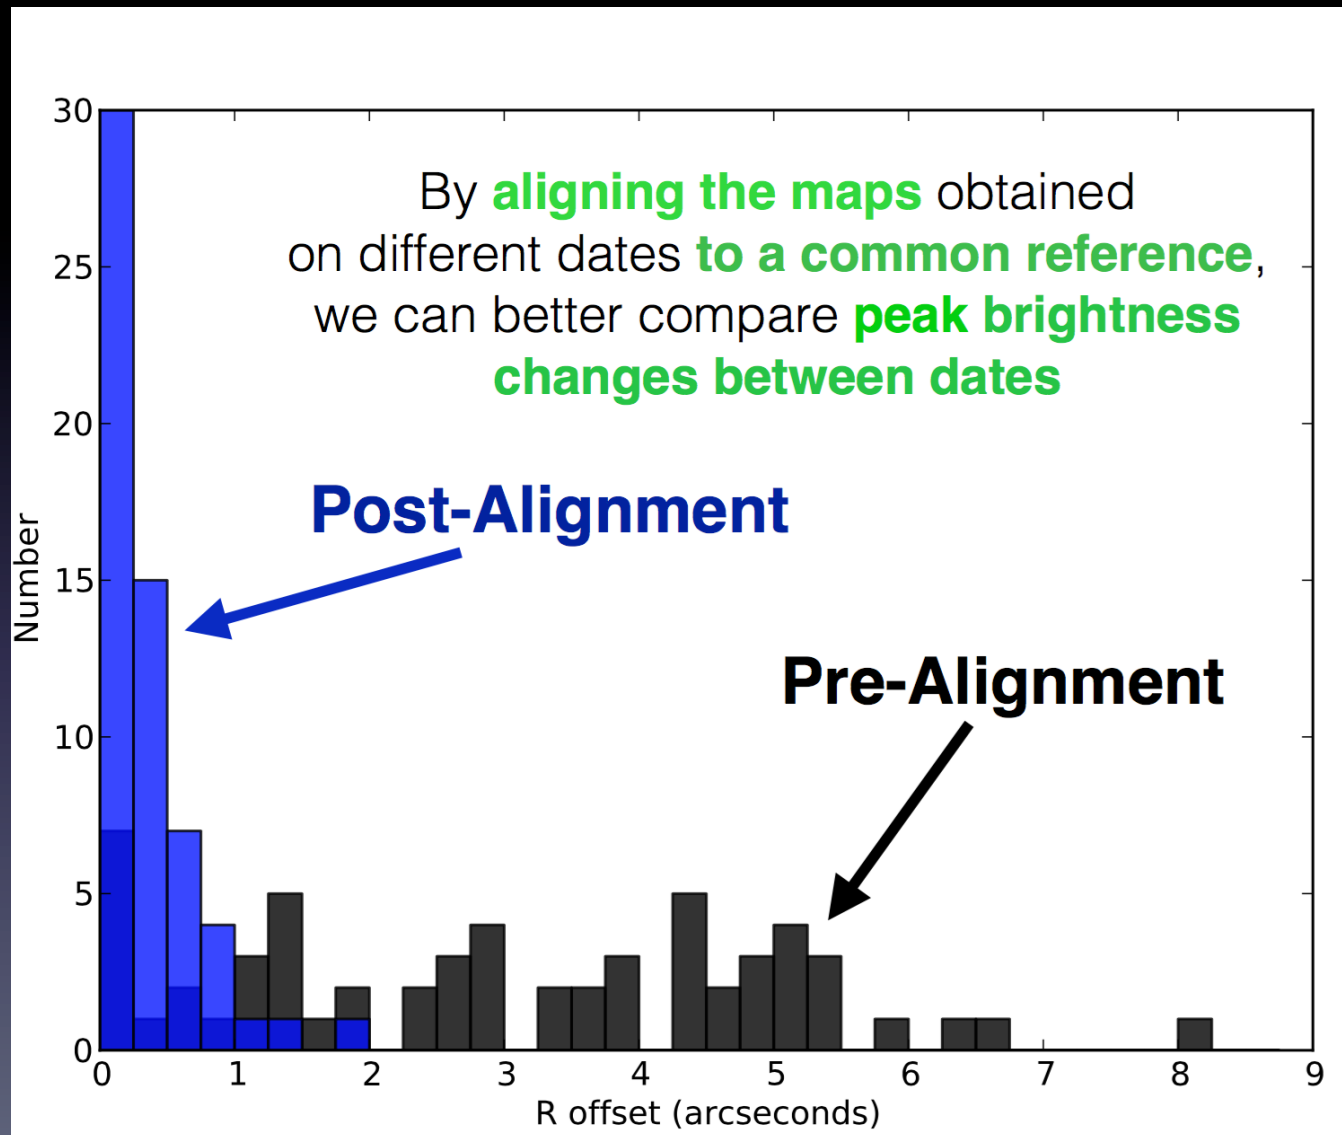 By aligning the maps obtained
on different dates to a common reference,
we can better compare peak brightness
changes between dates
Post-Alignment
Pre-Alignment
Number
30
25
20
15
10
5
0
0 1 2 3 4 5 6 7 8 9
R offset (arcseconds)